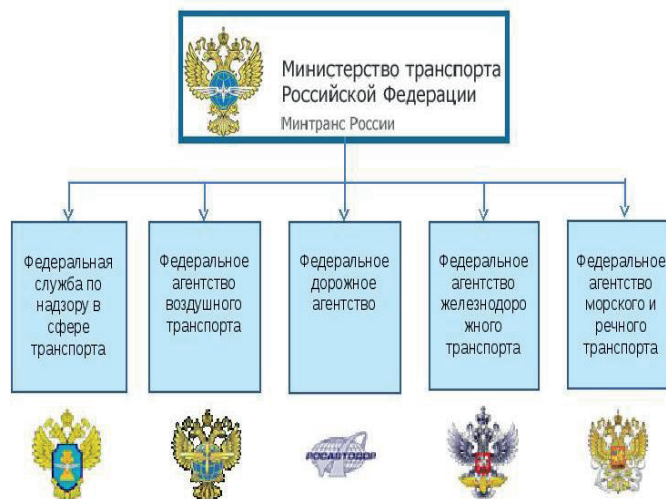 Министерство транспорта
Российской Федерации
Минтранс России
Федеральная
служба по
надзору в
сфере
транспорта
Федеральное
агентство
воздушного
транспорта
Федеральное
дорожное
агентство
Федеральное
агентство
железнодоро
жного
транспорта
Федеральное
агентство
морского и
речного
транспорта
РОСАВТОДОР